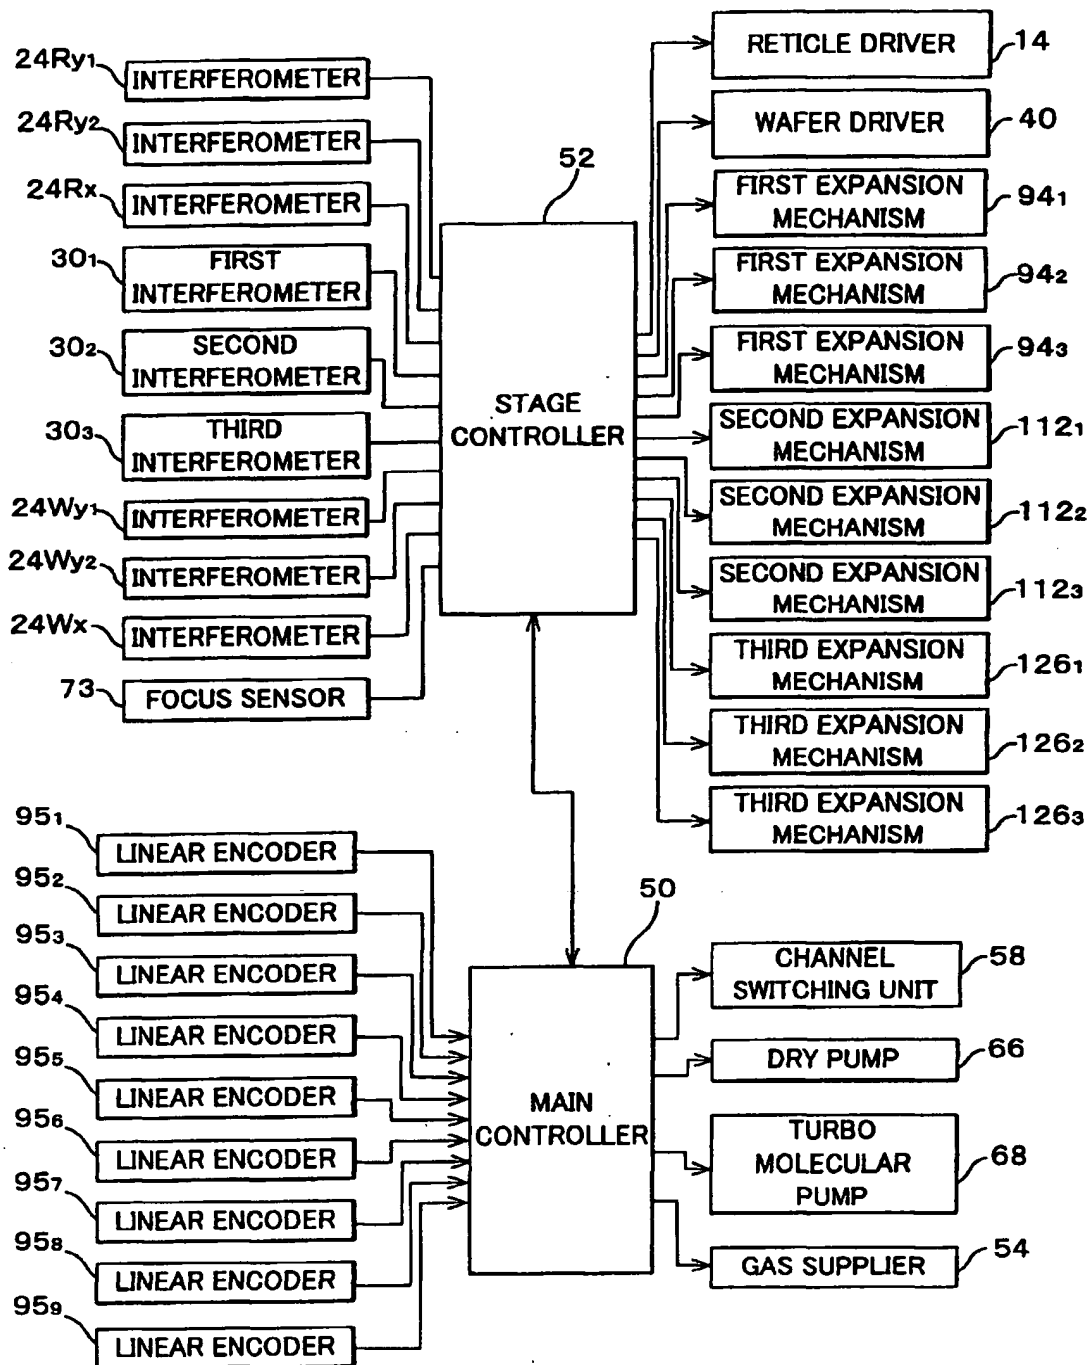 24Ry1
INTERFEROMETER
24Ry2
INTERFEROMETER
24Rx
INTERFEROMETER
301
FIRST
INTERFEROMETER
302
SECOND
INTERFEROMETER
303
THIRD
INTERFEROMETER
24Wy1
INTERFEROMETER
24Wy2
INTERFEROMETER
24Wx
INTERFEROMETER
73
FOCUS SENSOR
52
STAGE
CONTROLLER
RETICLE DRIVER
14
WAFER DRIVER
40
FIRST EXPANSION
MECHANISM
941
FIRST EXPANSION
MECHANISM
942
FIRST EXPANSION
MECHANISM
943
SECOND EXPANSION
MECHANISM
1121
SECOND EXPANSION
MECHANISM
1122
SECOND EXPANSION
MECHANISM
1123
THIRD EXPANSION
MECHANISM
1261
THIRD EXPANSION
MECHANISM
1262
THIRD EXPANSION
MECHANISM
1263
951
LINEAR ENCODER
952
LINEAR ENCODER
953
LINEAR ENCODER
954
LINEAR ENCODER
955
LINEAR ENCODER
956
LINEAR ENCODER
957
LINEAR ENCODER
958
LINEAR ENCODER
959
LINEAR ENCODER
50
MAIN
CONTROLLER
CHANNEL
SWITCHING UNIT
58
DRY PUMP
66
TURBO
MOLECULAR
PUMP
68
GAS SUPPLIER
54